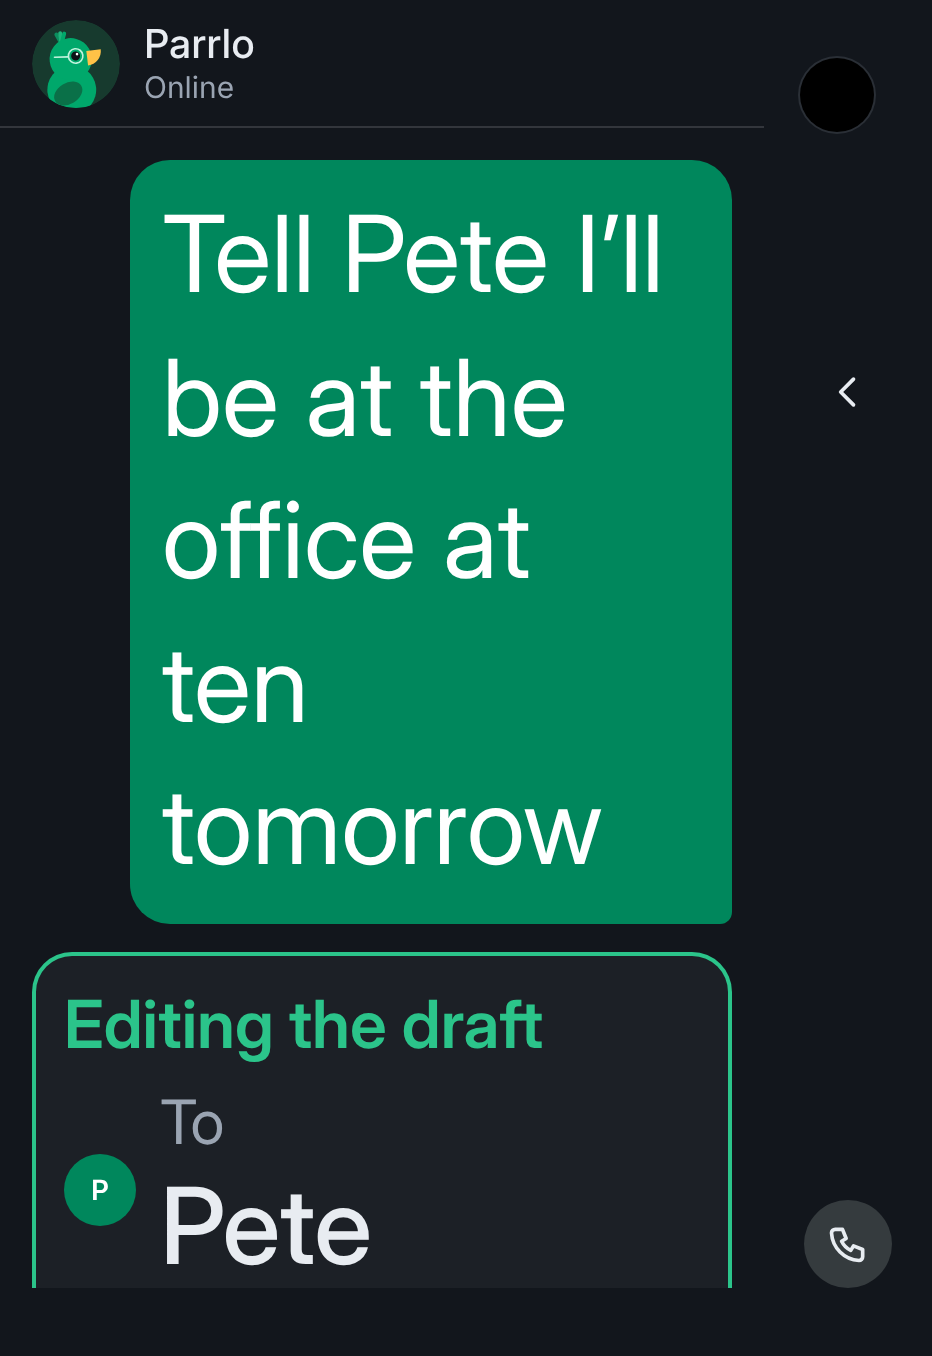 Parrlo
Online
Tell Pete I’ll
be at the
office at
ten
tomorrow
Editing the draft
To
P
Pete